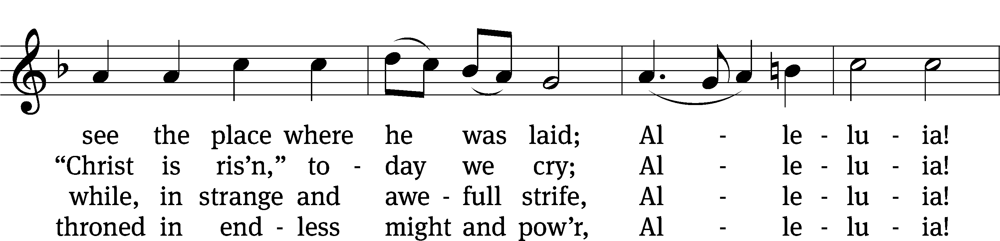 see the place where he was laid; Al - le - lu - ia!
“Christ is ris’n,” to - day we cry; Al - le - lu - ia!
while, in strange and awe - full strife, Al - le - lu - ia!
throned in end - less might and pow’r, Al - le - lu - ia!